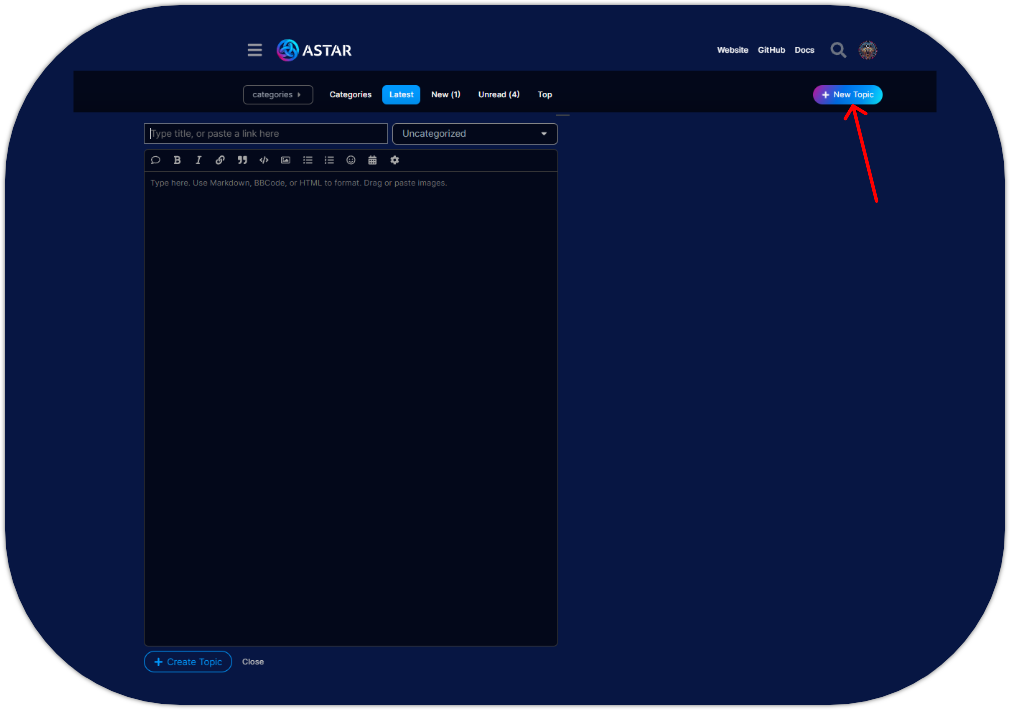 ASTAR
Website GitHub Docs
categories Categories Latest New (1) Unread (4) Top
+ New Topic
Type title, or paste a link here
Uncategorized
Type here. Use Markdown, BBCode, or HTML to format. Drag or paste images.
+ Create Topic Close